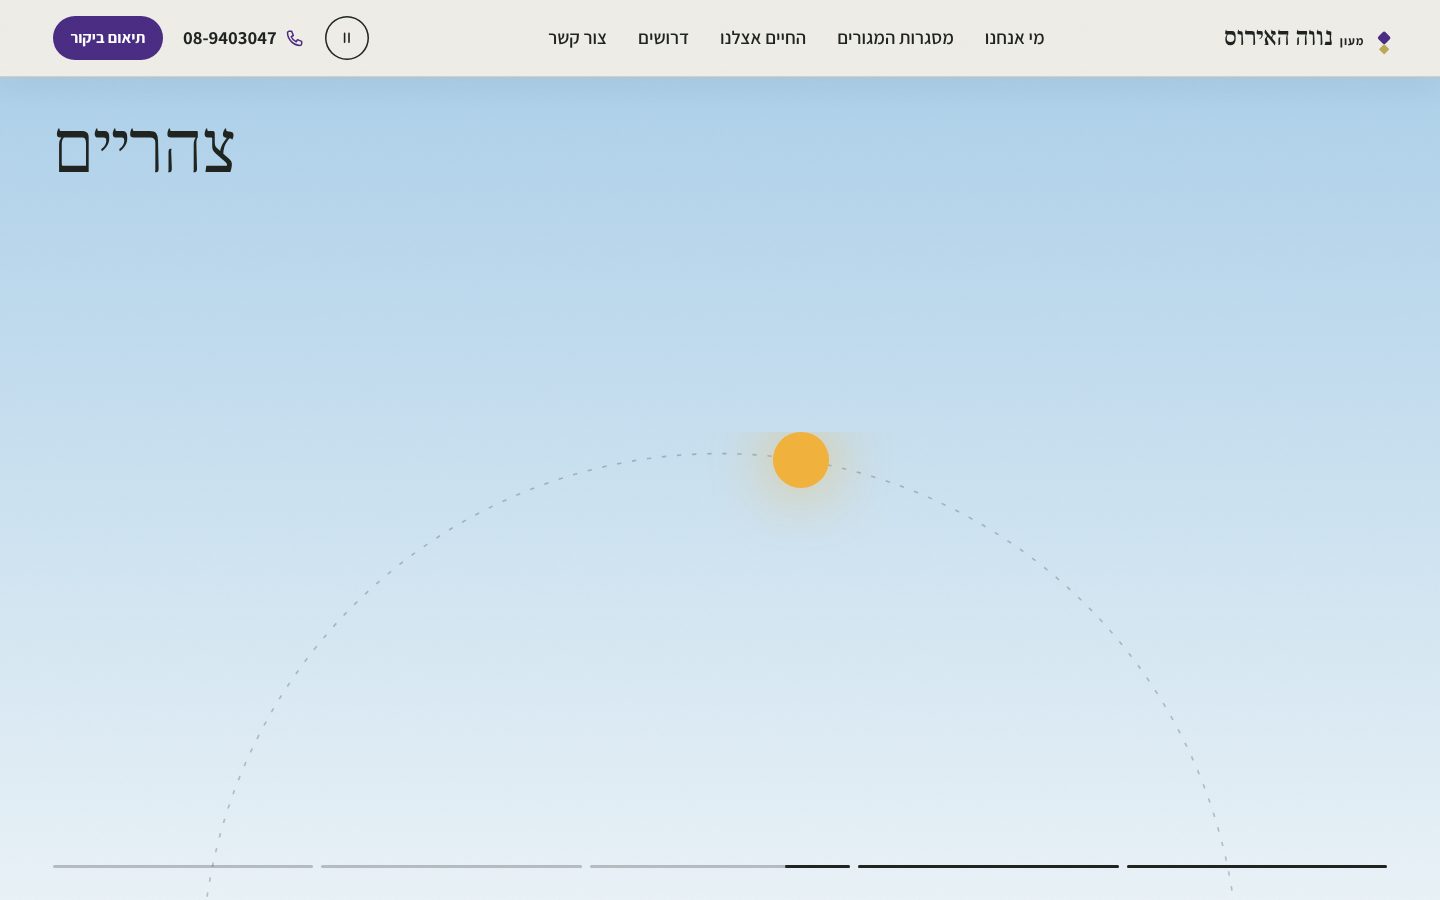 מעון נווה האירוס
מי אנחנו
מסגרות המגורים
החיים אצלנו
דרושים
צור קשר
08-9403047
תיאום ביקור
צהריים